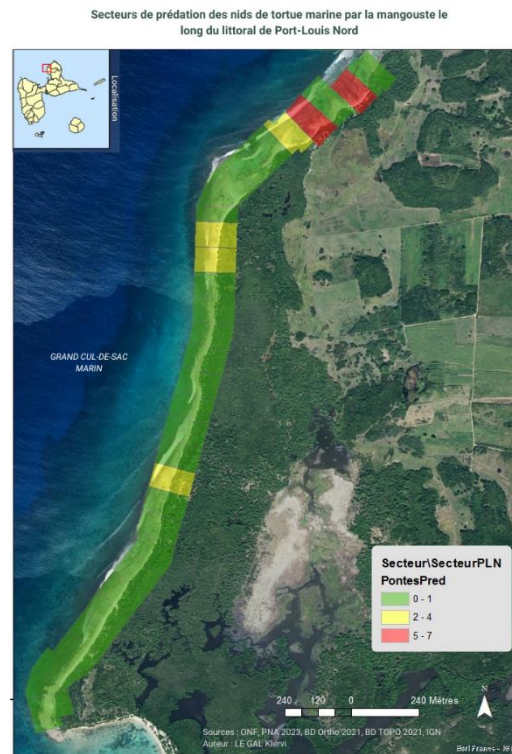 Secteurs de prédation des nids de tortue marine par la mangouste le
long du littoral de Port-Louis Nord
Localisation
GRAND CUL-DE-SAC
MARIN
Secteur\SecteurPLN
PontesPred
0 - 1
2 - 4
5 - 7
240 120 0 240 Mètres
N
Sources : ONF, PNA 2023, BD Ortho 2021, BD TOPO 2021, IGN
Auteur : LE GAL Klervi
Esri France